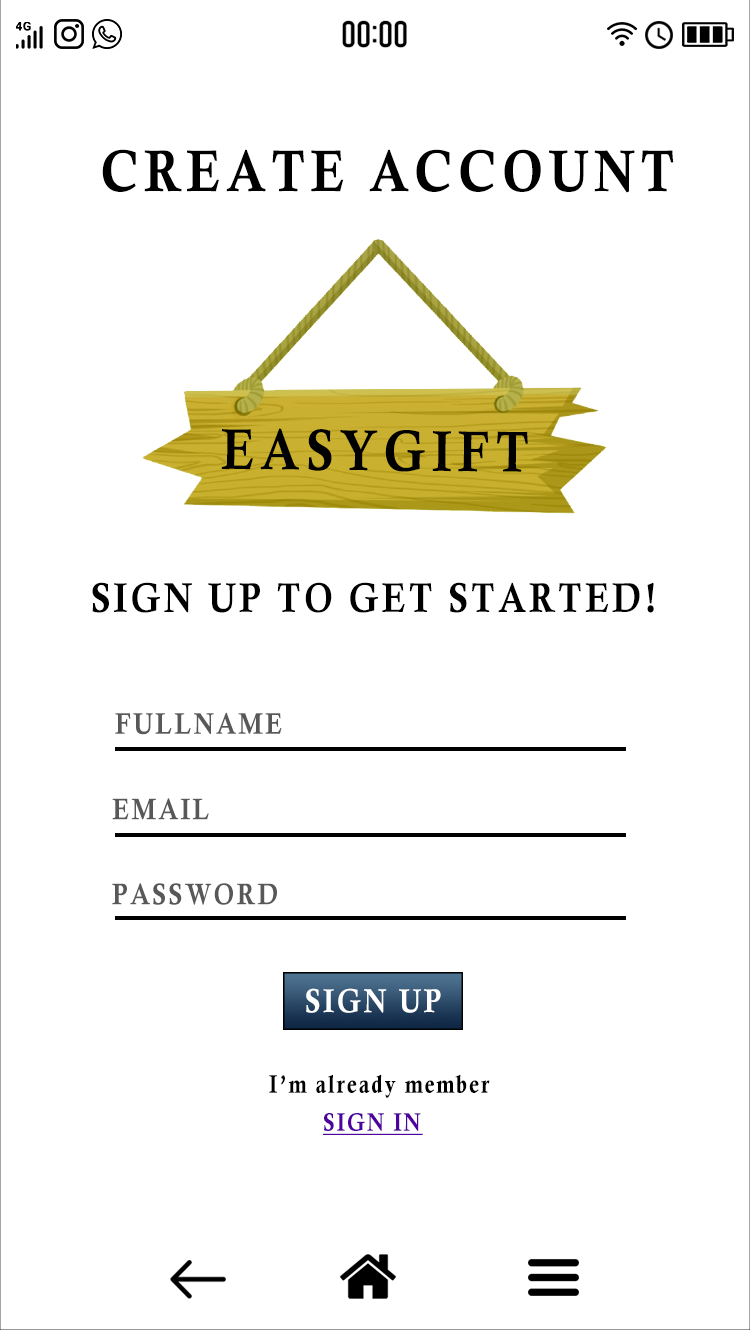 4G 00:00
CREATE ACCOUNT
EASYGIFT
SIGN UP TO GET STARTED!
FULLNAME
EMAIL
PASSWORD
SIGN UP
I'm already member
SIGN IN